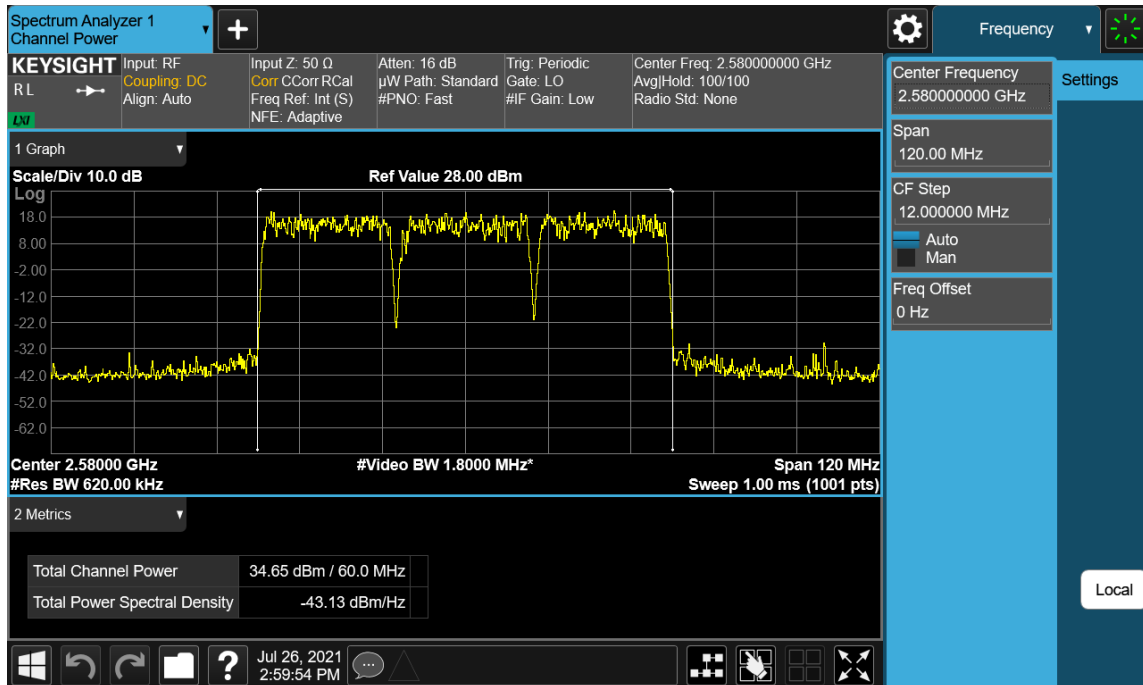 Spectrum Analyzer 1
Channel Power
+
Frequency
KEYSIGHT
R L
LXI
Input: RF
Coupling: DC
Align: Auto
Input Z: 50 Ω
Corr CCorr RCal
Freq Ref: Int (S)
NFE: Adaptive
Atten: 16 dB
µW Path: Standard
#PNO: Fast
Trig: Periodic
Gate: LO
#IF Gain: Low
Center Freq: 2.580000000 GHz
Avg|Hold: 100/100
Radio Std: None
Center Frequency
2.580000000 GHz
Settings
Span
120.00 MHz
CF Step
12.000000 MHz
Auto
Man
Freq Offset
0 Hz
Local
1 Graph
Scale/Div 10.0 dB
Ref Value 28.00 dBm
Log
18.0
8.00
-2.00
-12.0
-22.0
-32.0
-42.0
-52.0
-62.0
Center 2.58000 GHz
#Video BW 1.8000 MHz*
Span 120 MHz
#Res BW 620.00 kHz
Sweep 1.00 ms (1001 pts)
2 Metrics
Total Channel Power 34.65 dBm / 60.0 MHz
Total Power Spectral Density -43.13 dBm/Hz
?
Jul 26, 2021
2:59:54 PM